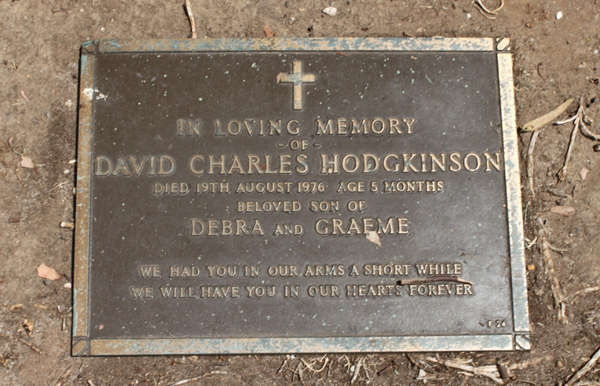 IN LOVING MEMORY
- OF -
DAVID CHARLES HODGKINSON
DIED 19TH AUGUST 1976 AGE 5 MONTHS
BELOVED SON OF
DEBRA AND GRAEME
WE HAD YOU IN OUR ARMS A SHORT WHILE
WE WILL HAVE YOU IN OUR HEARTS FOREVER